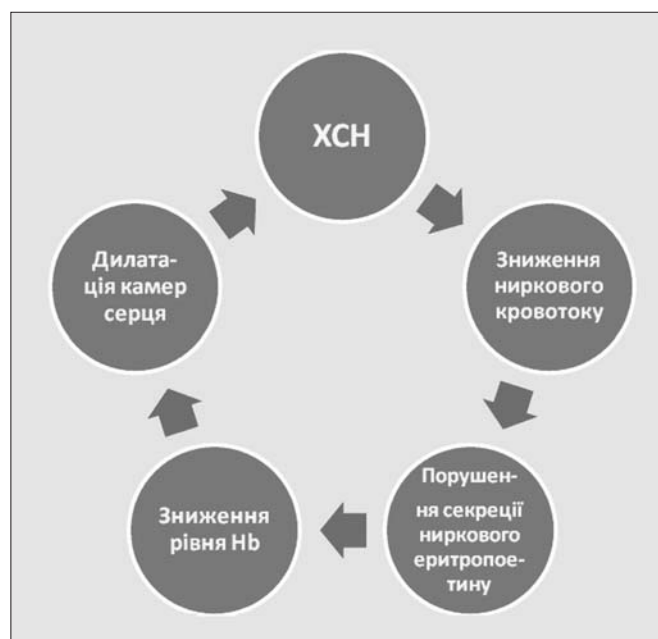 ХСН
Зниження
ниркового
кровотоку
Порушен-
ня секреції
ниркового
еритропое-
тину
Зниження
рівня Hb
Дилата-
ція камер
серця